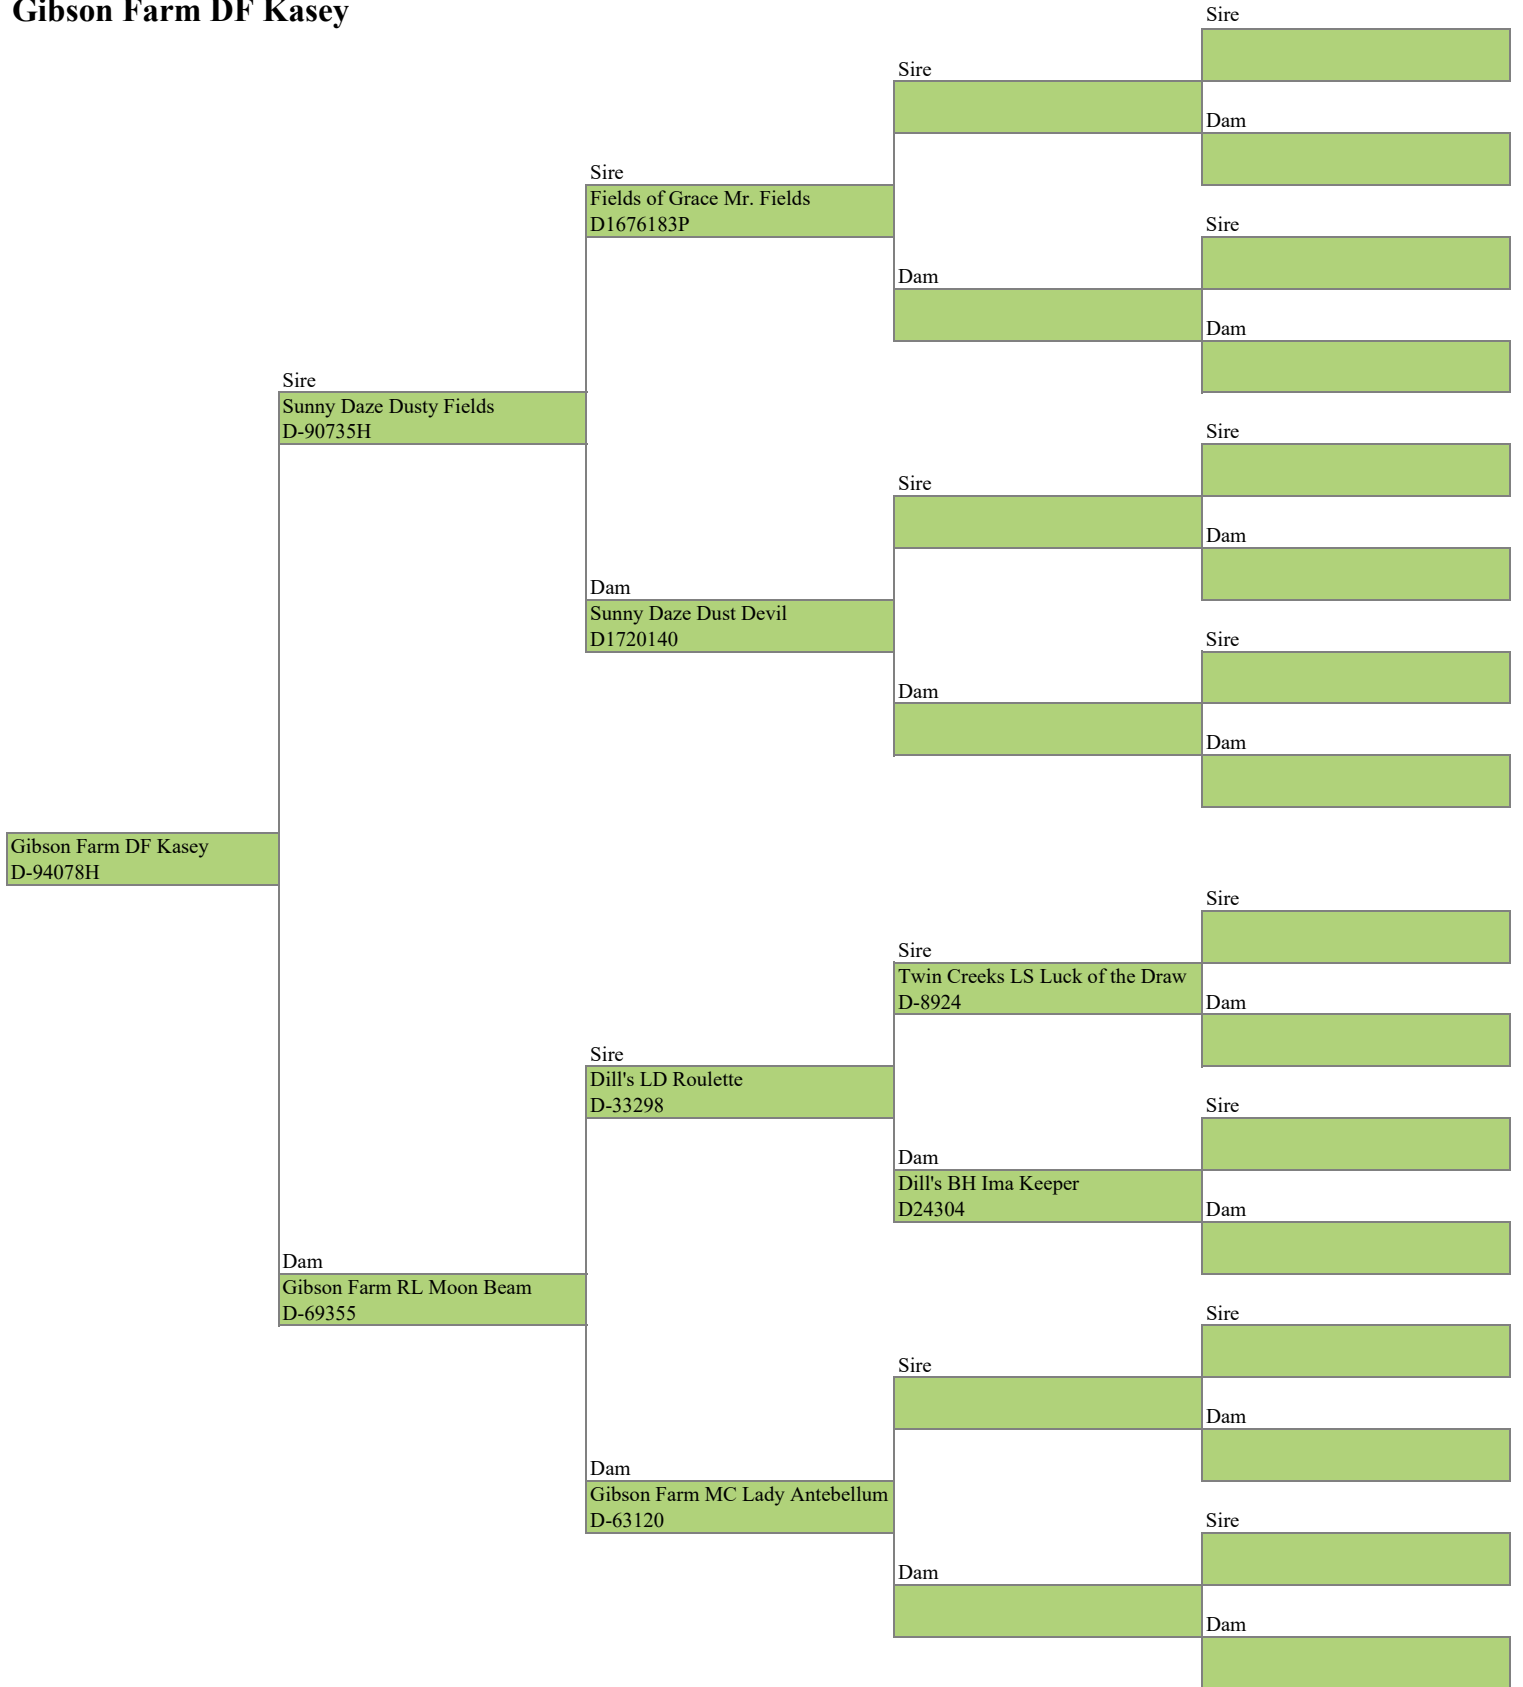 Gibson Farm DF Kasey
Sire
Sire
Dam
Sire
Fields of Grace Mr. Fields
D1676183P
Sire
Dam
Dam
Sire
Sunny Daze Dusty Fields
D-90735H
Sire
Sire
Dam
Dam
Sunny Daze Dust Devil
D1720140
Sire
Dam
Dam
Gibson Farm DF Kasey
D-94078H
Sire
Sire
Twin Creeks LS Luck of the Draw
D-8924
Dam
Sire
Dill's LD Roulette
D-33298
Sire
Dam
Dill's BH Ima Keeper
D24304
Dam
Dam
Gibson Farm RL Moon Beam
D-69355
Sire
Sire
Dam
Dam
Gibson Farm MC Lady Antebellum
D-63120
Sire
Dam
Dam